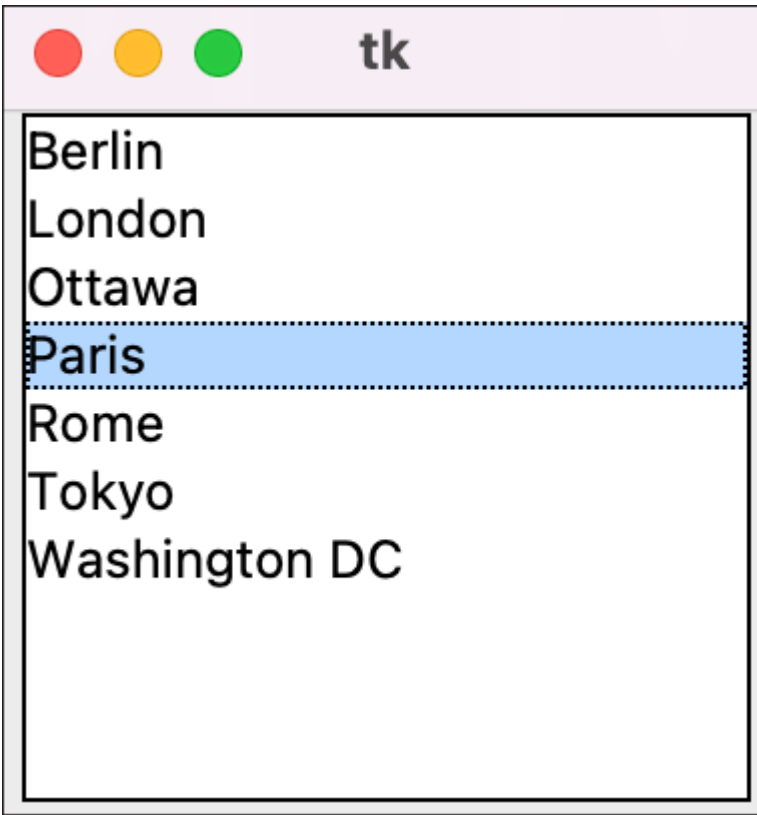 tk
Berlin
London
Ottawa
Paris
Rome
Tokyo
Washington DC